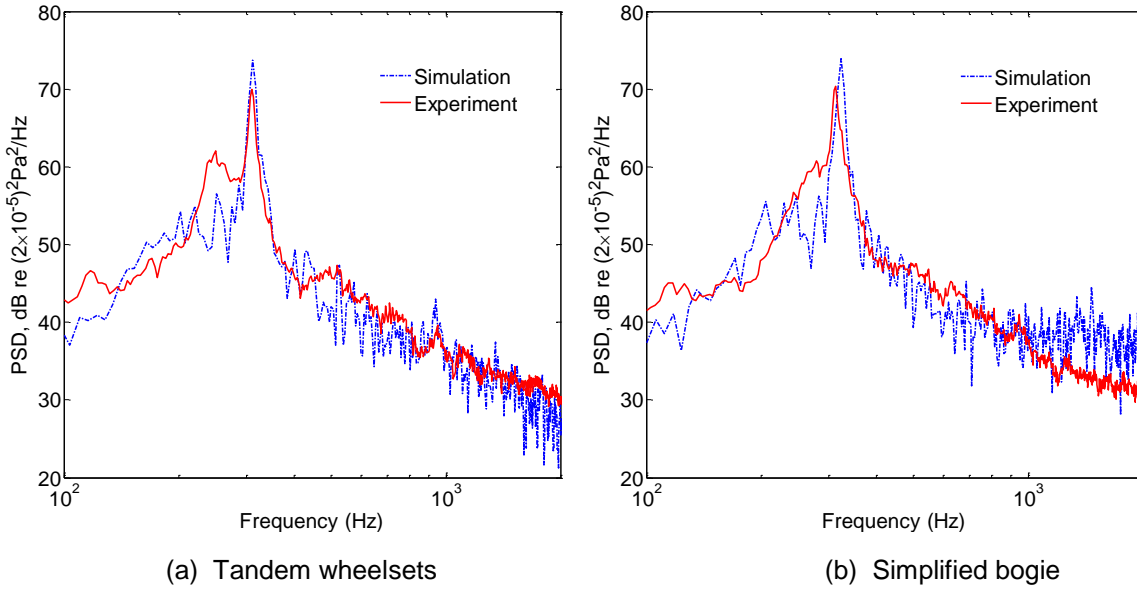 80
70
60
50
40
30
20
PSD, dB re (2×10⁻⁵)²Pa²/Hz
Simulation
Experiment
10² 10³
Frequency (Hz)
(a) Tandem wheelsets
80
70
60
50
40
30
20
PSD, dB re (2×10⁻⁵)²Pa²/Hz
Simulation
Experiment
10² 10³
Frequency (Hz)
(b) Simplified bogie